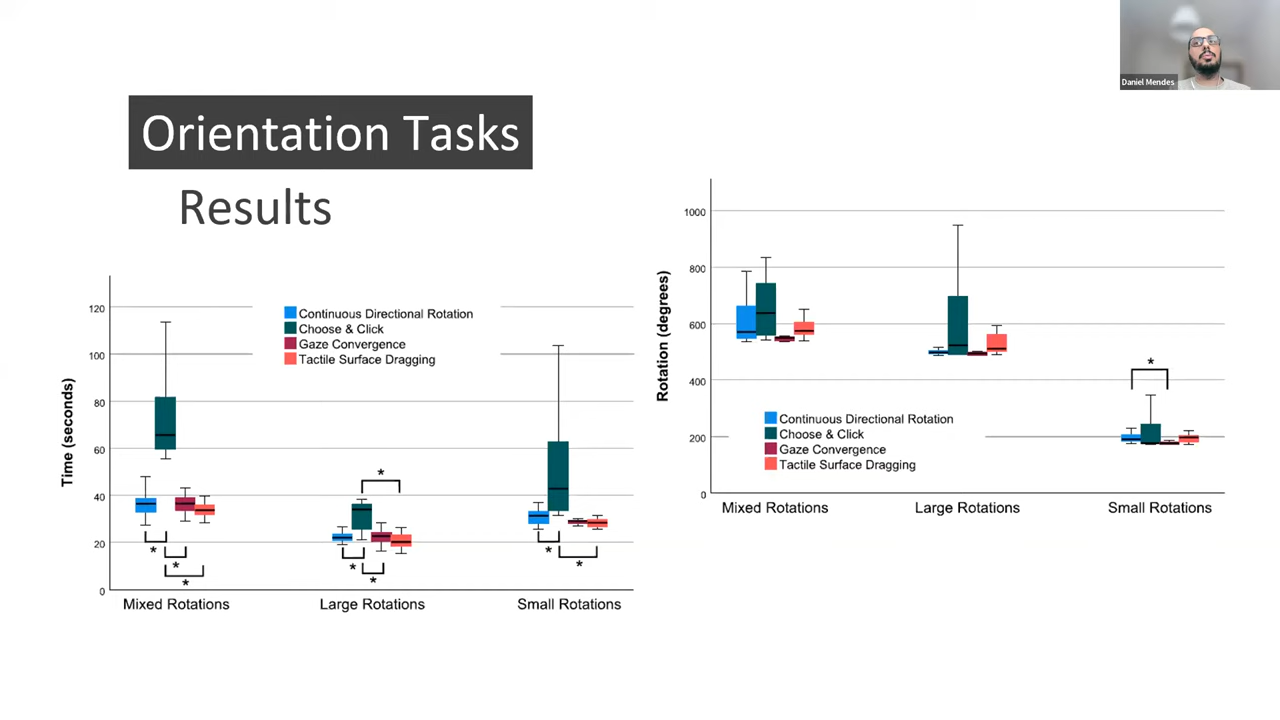 Daniel Mendes
Orientation Tasks
Results
Time (seconds)
120
100
80
60
40
20
0
Continuous Directional Rotation
Choose & Click
Gaze Convergence
Tactile Surface Dragging
*
*
*
*
*
*
*
*
Mixed Rotations
Large Rotations
Small Rotations
Rotation (degrees)
1000
800
600
400
200
0
*
Continuous Directional Rotation
Choose & Click
Gaze Convergence
Tactile Surface Dragging
Mixed Rotations
Large Rotations
Small Rotations